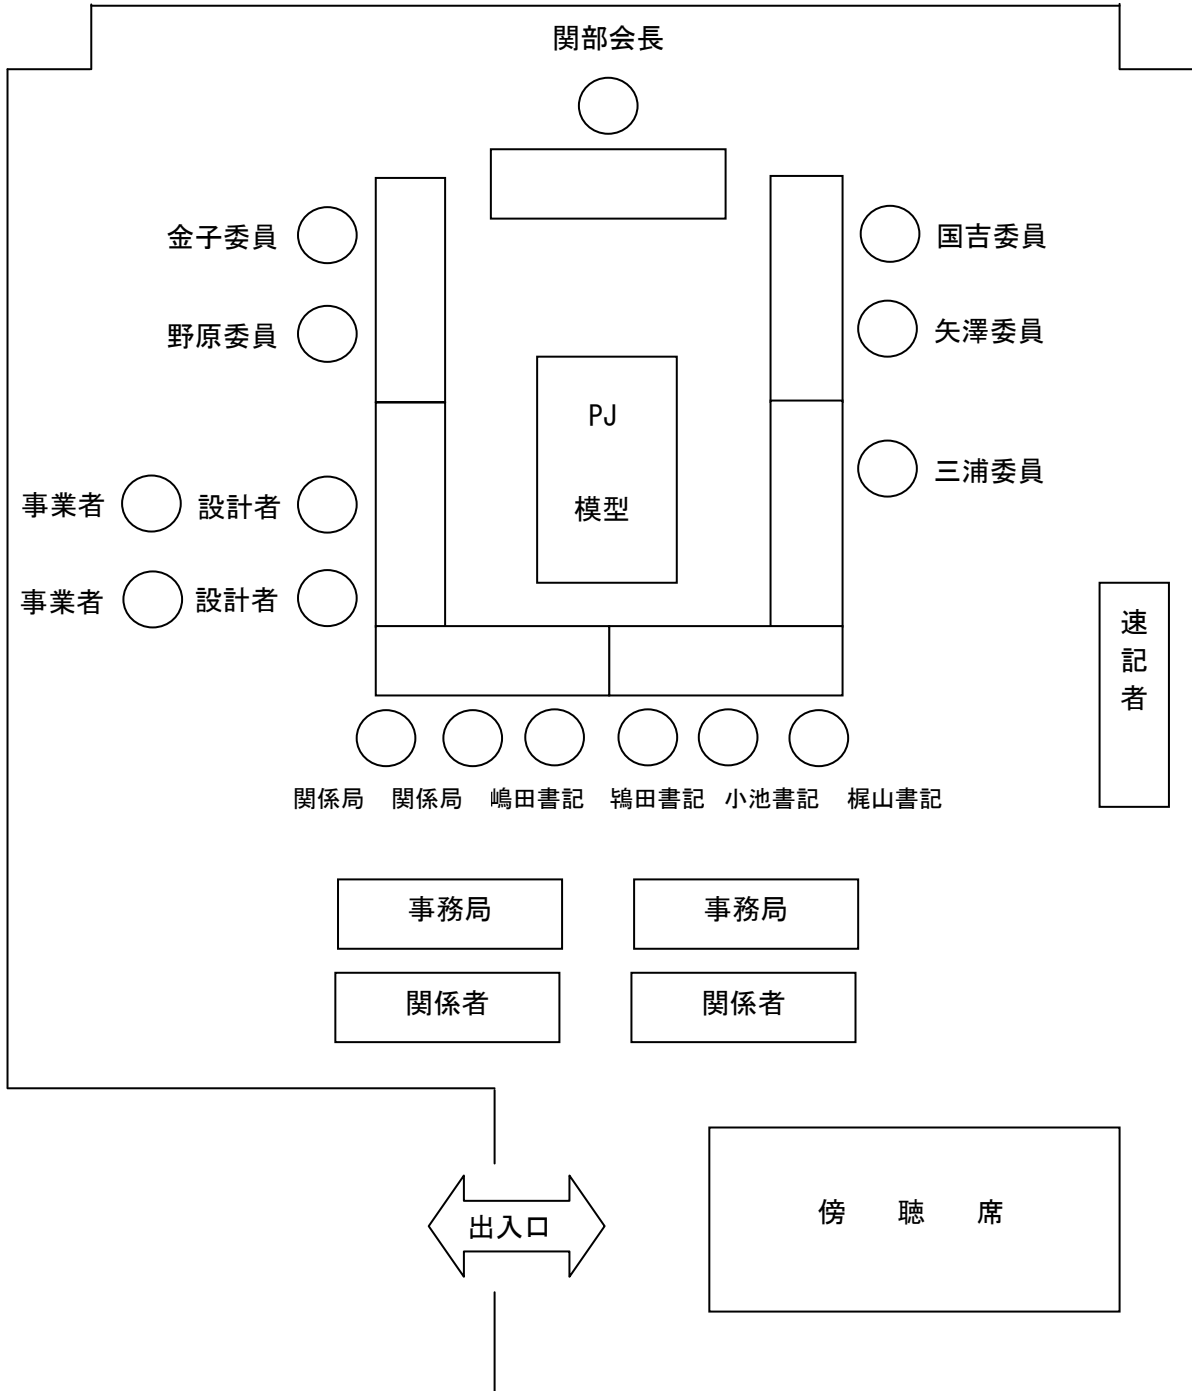 関部会長
金子委員
国吉委員
野原委員
矢澤委員
PJ
模型
三浦委員
事業者 設計者
事業者 設計者
速記者
関係局 関係局 嶋田書記 鴇田書記 小池書記 梶山書記
事務局 事務局
関係者 関係者
出入口
傍 聴 席